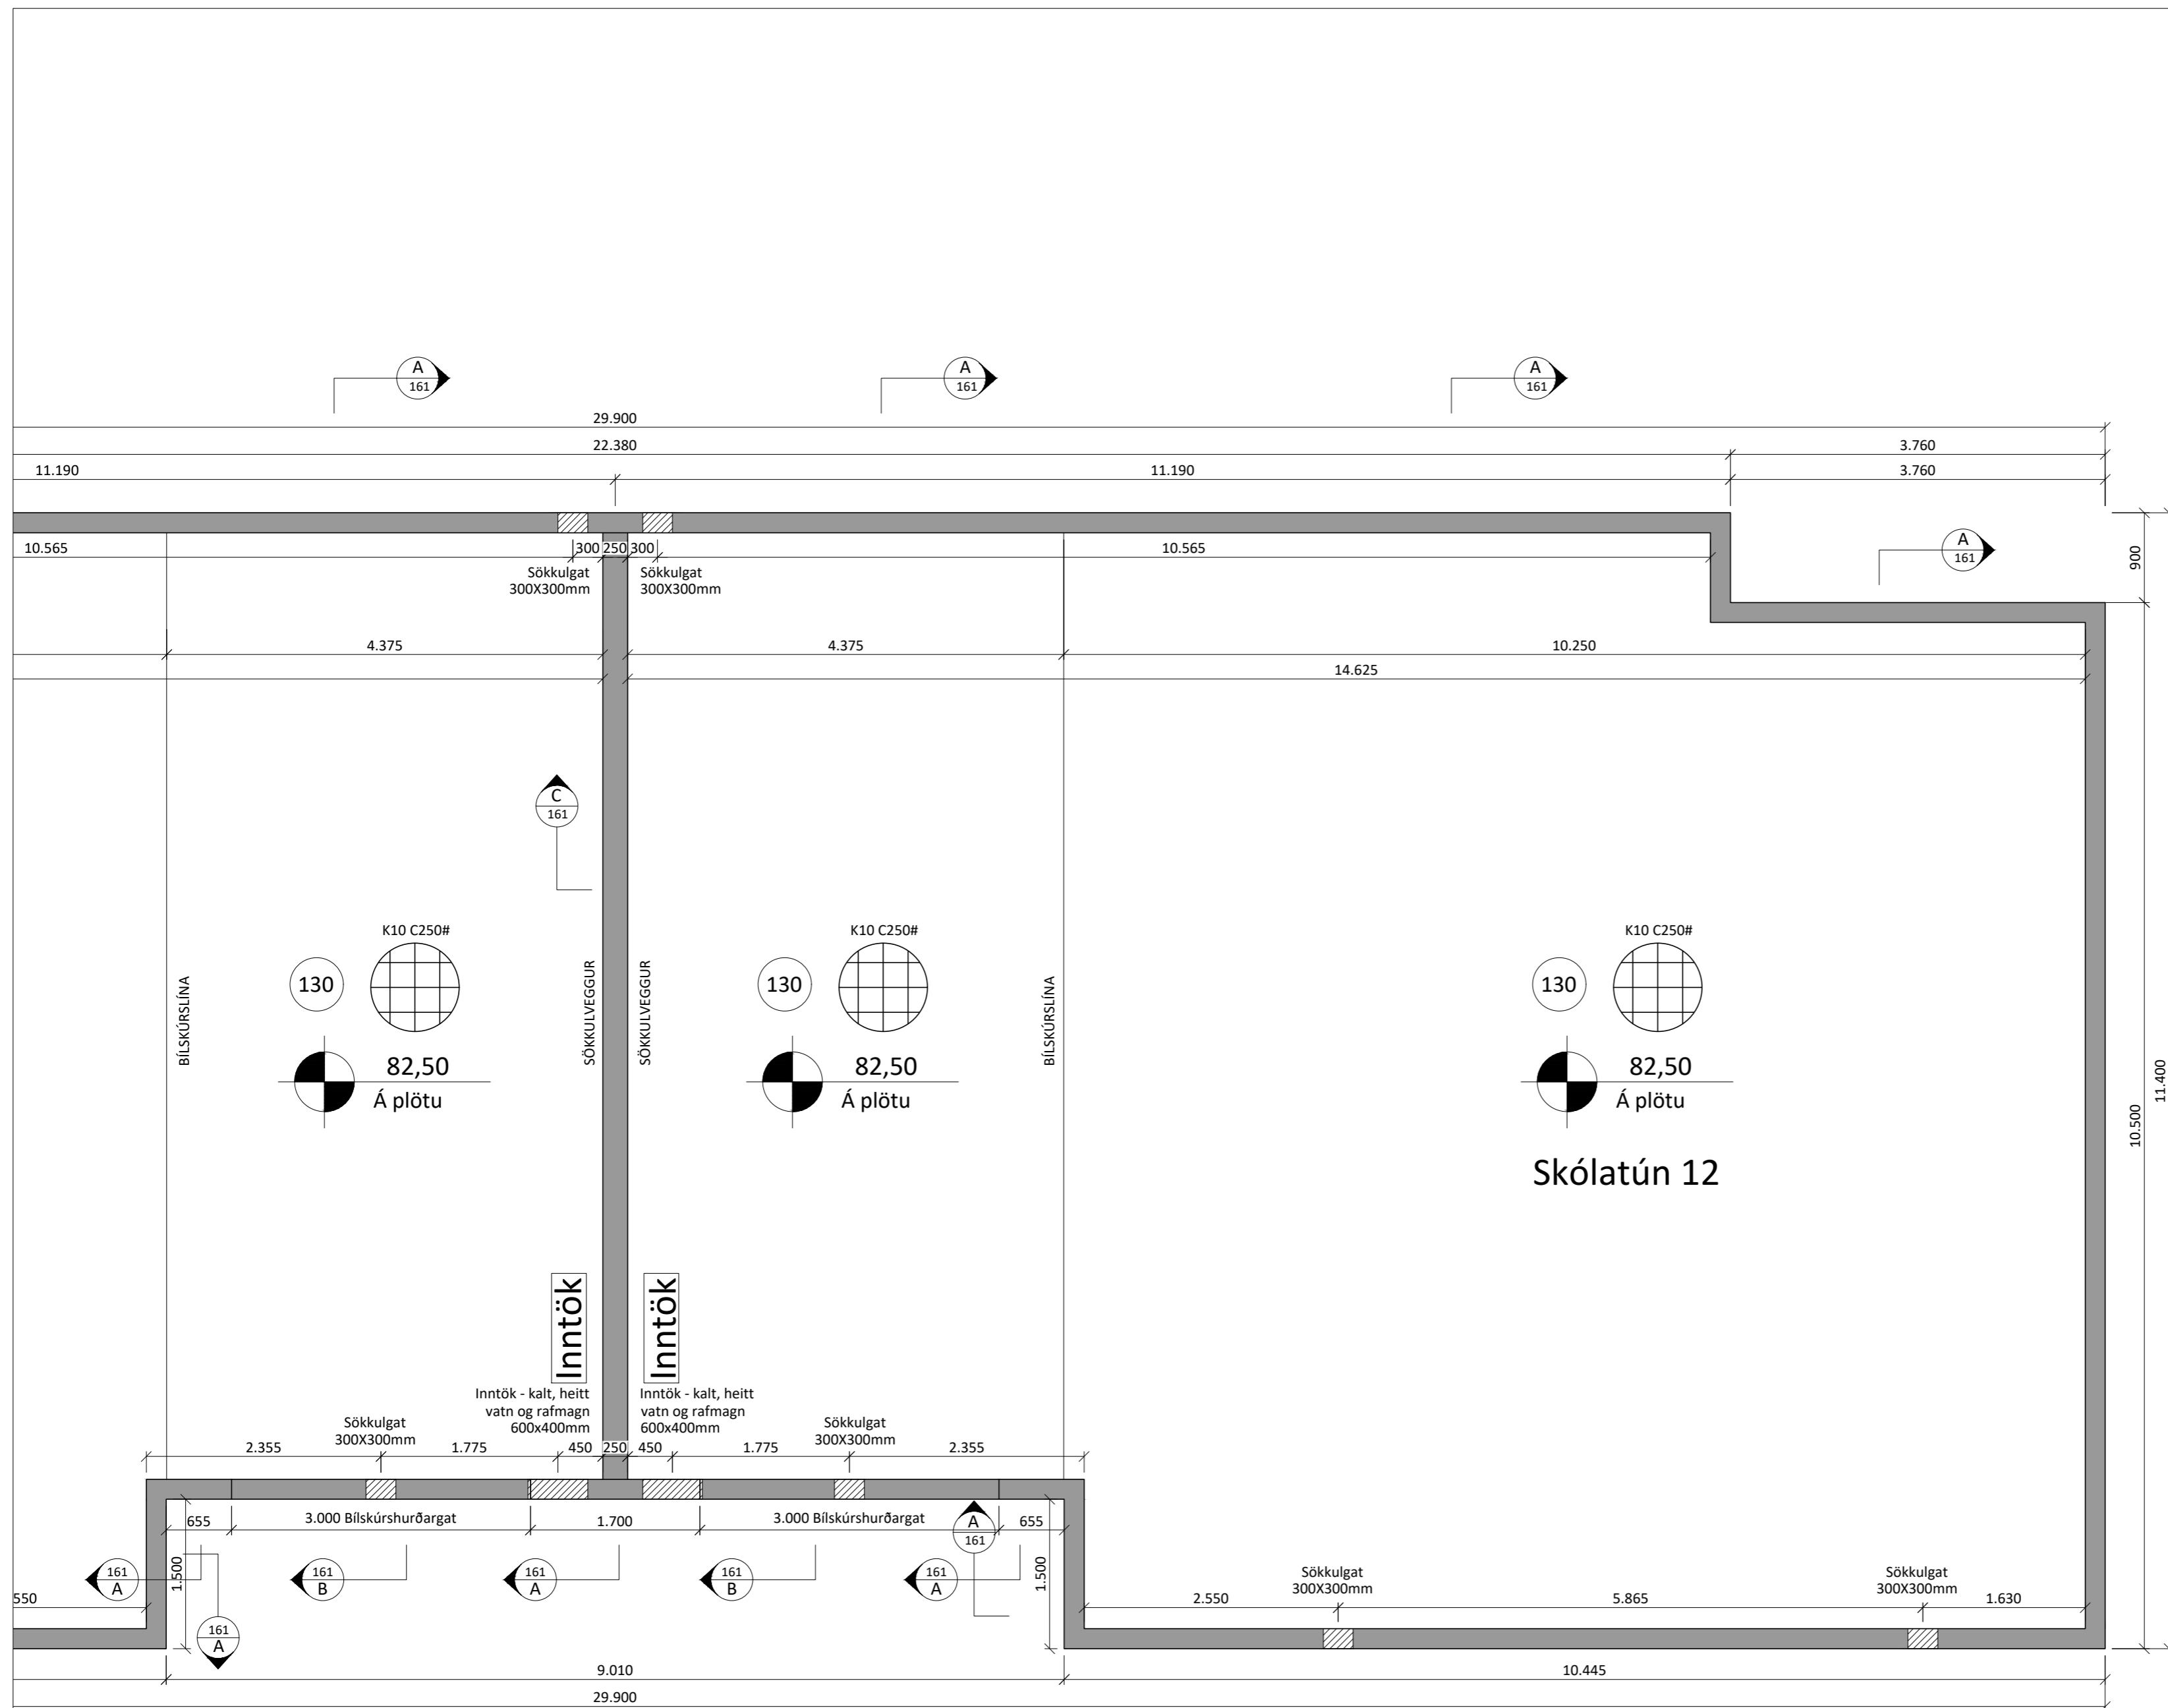 A
161
A
161
A
161
29.900
22.380
3.760
11.190
11.190
3.760
10.565
300
250
300
10.565
A
161
900
Sökkulgat
300X300mm
Sökkulgat
300X300mm
4.375
4.375
10.250
14.625
C
161
K10 C250#
K10 C250#
K10 C250#
130
130
130
BÍLSKÚRSLÍNA
SÖKKULVEGGUR
SÖKKULVEGGUR
BÍLSKÚRSLÍNA
82,50
Á plötu
82,50
Á plötu
82,50
Á plötu
11.400
10.500
Skólatún 12
Inntök
Inntök
Inntök - kalt, heitt
vatn og rafmagn
600x400mm
Inntök - kalt, heitt
vatn og rafmagn
600x400mm
Sökkulgat
300X300mm
Sökkulgat
300X300mm
2.355
1.775
450
250
450
1.775
2.355
655
3.000 Bílskúrshurðargat
1.700
3.000 Bílskúrshurðargat
655
A
161
1.500
1.500
161
A
161
B
161
A
161
B
161
A
Sökkulgat
300X300mm
Sökkulgat
300X300mm
550
2.550
5.865
1.630
161
A
9.010
10.445
29.900